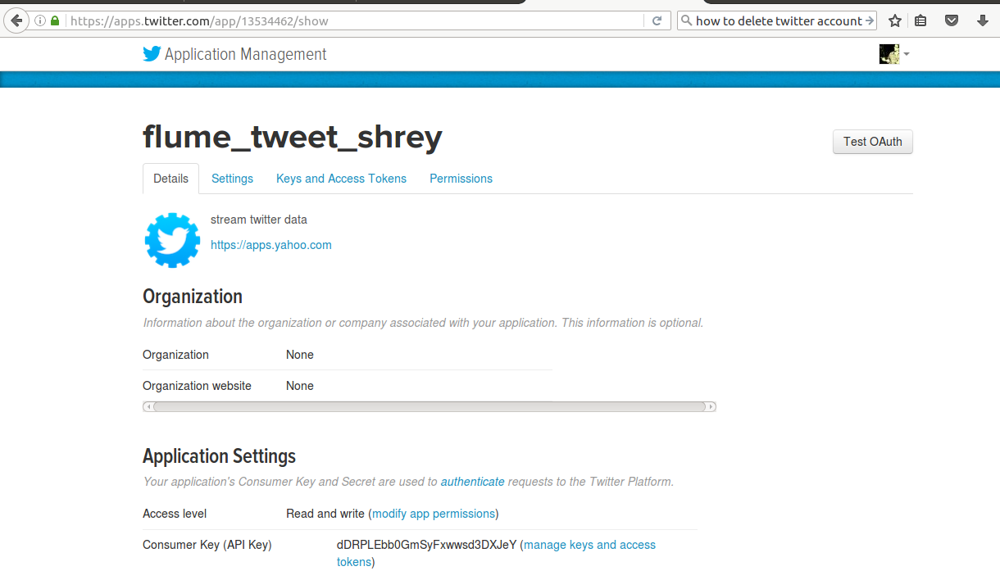 https://apps.twitter.com/app/13534462/show
how to delete twitter account
Application Management
flume_tweet_shrey
Test OAuth
Details Settings Keys and Access Tokens Permissions
stream twitter data
https://apps.yahoo.com
Organization
Information about the organization or company associated with your application. This information is optional.
Organization None
Organization website None
Application Settings
Your application's Consumer Key and Secret are used to authenticate requests to the Twitter Platform.
Access level Read and write (modify app permissions)
Consumer Key (API Key) dDRPLEbb0GmSyFxwwsd3DXJeY (manage keys and access
tokens)